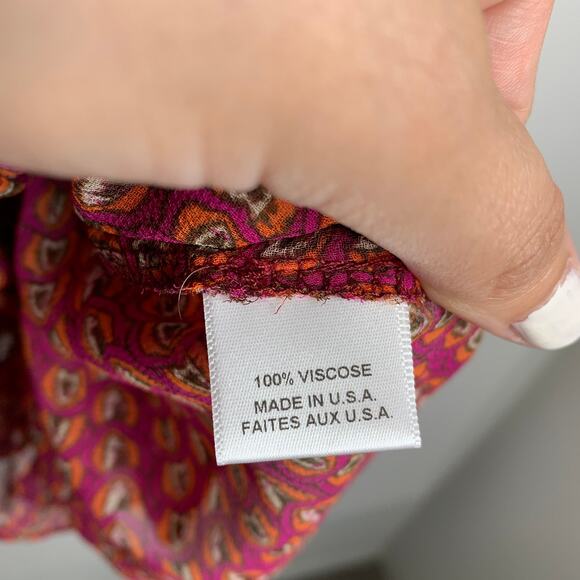 100% VISCOSE
MADE IN U.S.A.
FAITES AUX U.S.A.